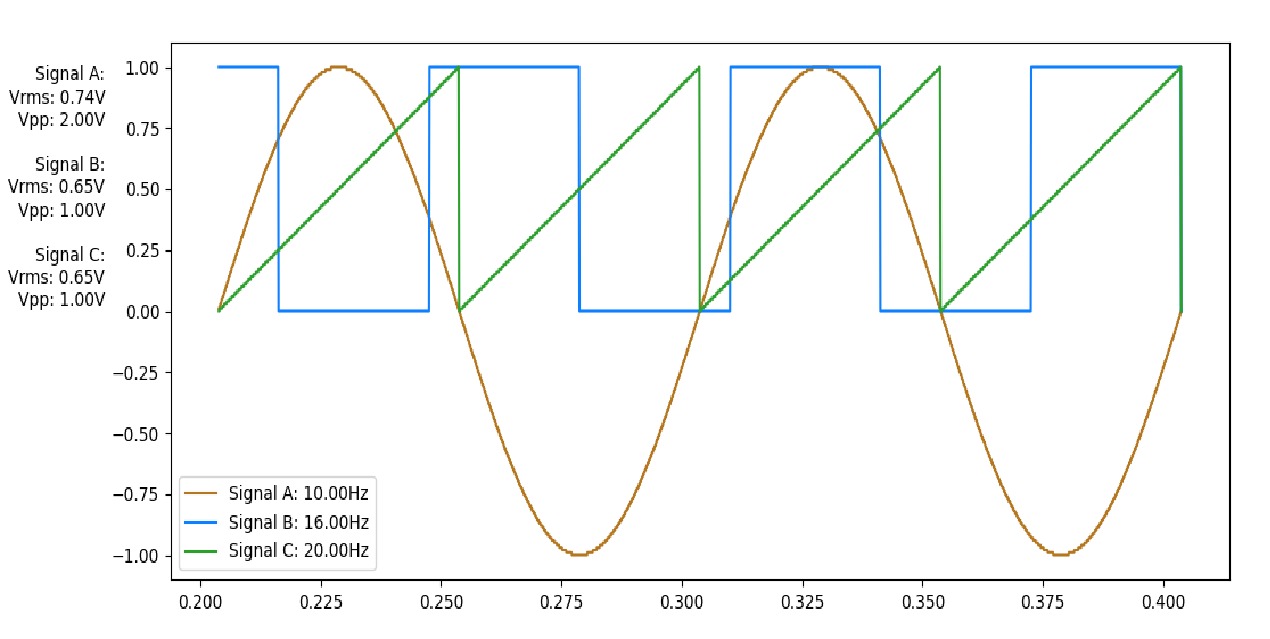 Signal A:
Vrms: 0.74V
Vpp: 2.00V
Signal B:
Vrms: 0.65V
Vpp: 1.00V
Signal C:
Vrms: 0.65V
Vpp: 1.00V
1.00
0.75
0.50
0.25
0.00
−0.25
−0.50
−0.75
−1.00
Signal A: 10.00Hz
Signal B: 16.00Hz
Signal C: 20.00Hz
0.200 0.225 0.250 0.275 0.300 0.325 0.350 0.375 0.400